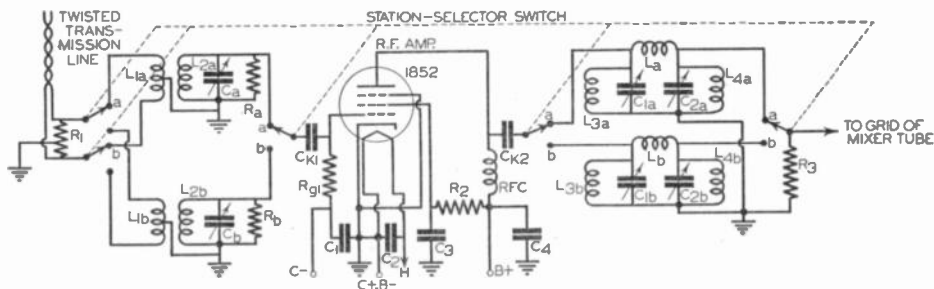 TWISTED
TRANS-
MISSION
LINE
STATION-SELECTOR SWITCH
R.F. AMP.
1852
L1a
L2a
Ca
Ra
a
b
R1
a
b
L1b
L2b
Cb
Rb
CK1
Rg1
C1
C2
C3
R2
RFC
C4
C-
C+,B-
H
B+
CK2
a
b
La
L3a
C1a
C2a
L4a
Lb
L3b
C1b
C2b
L4b
a
b
R3
TO GRID OF
MIXER TUBE